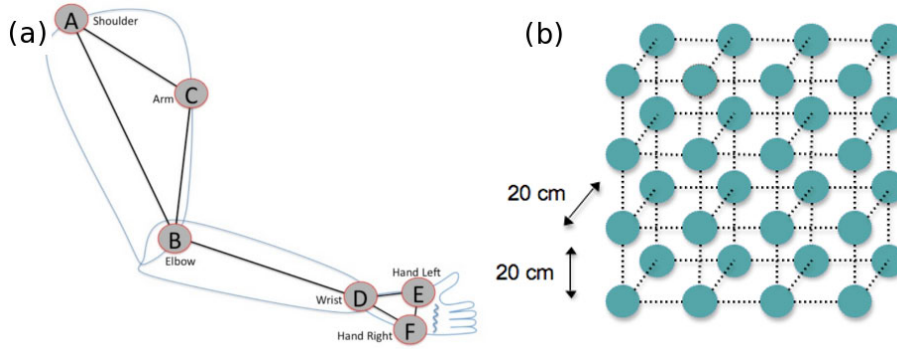 (a)
A
Shoulder
C
Arm
B
Elbow
Hand Left
D
E
Wrist
F
Hand Right
(b)
20 cm
20 cm